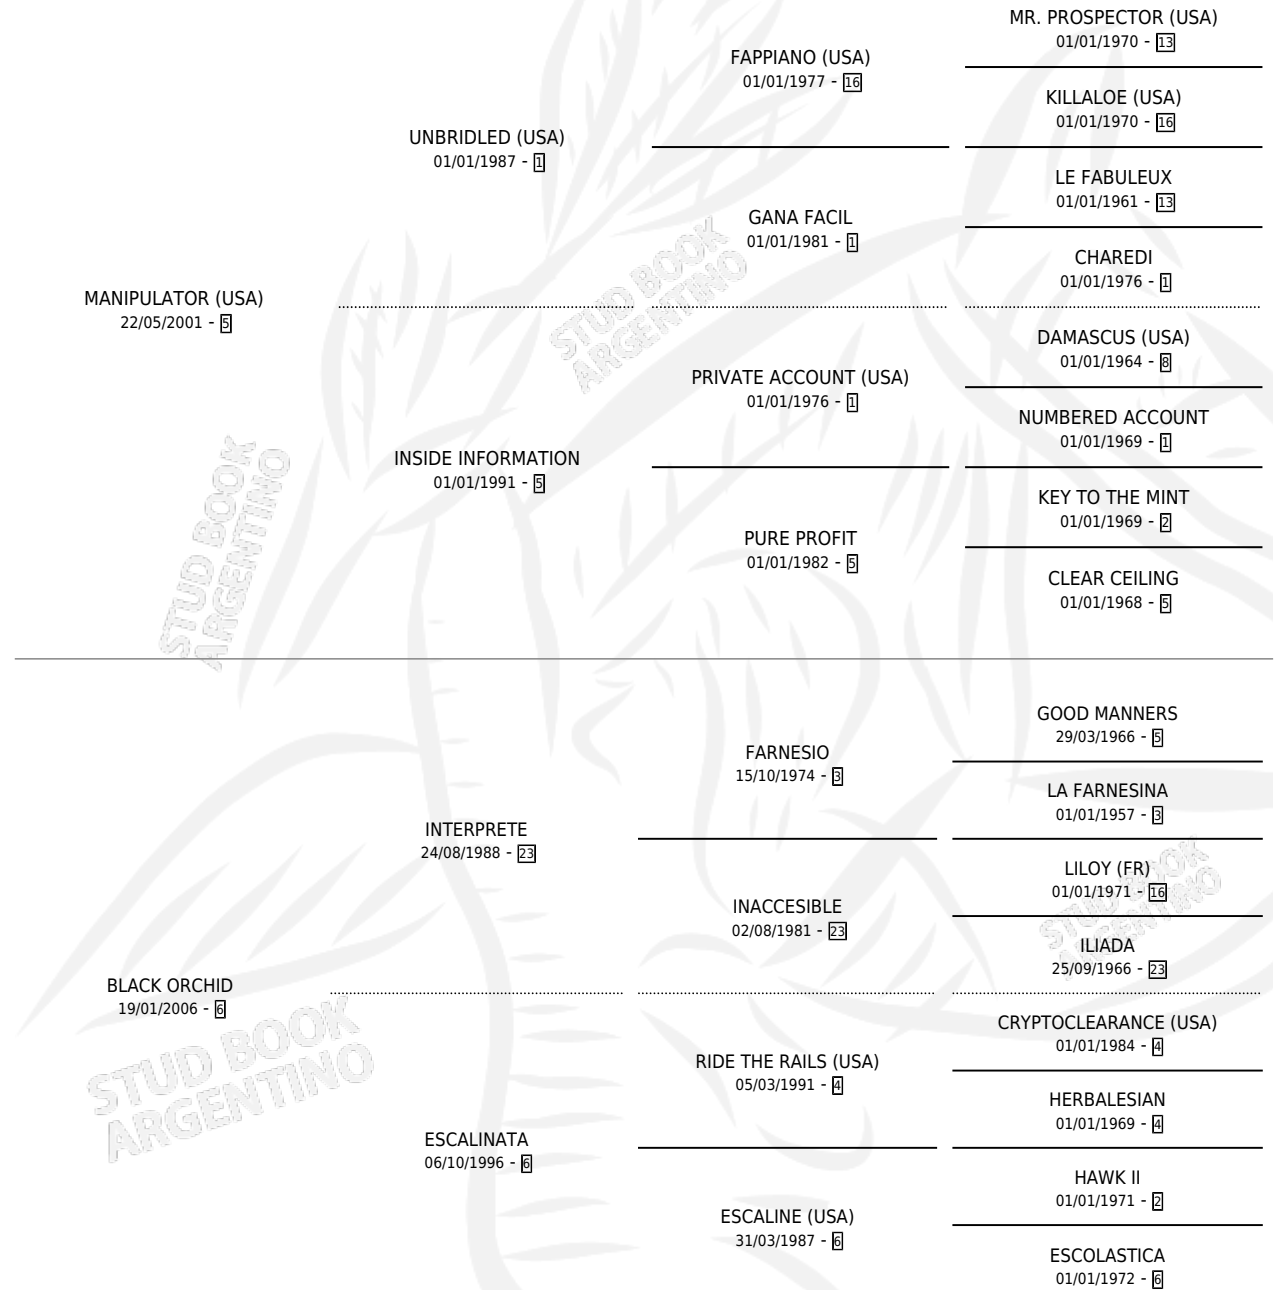 MR. PROSPECTOR (USA)
01/01/1970 - 13
FAPPIANO (USA)
01/01/1977 - 16
KILLALOE (USA)
01/01/1970 - 16
UNBRIDLED (USA)
01/01/1987 - 1
LE FABULEUX
01/01/1961 - 13
GANA FACIL
01/01/1981 - 1
CHAREDI
01/01/1976 - 1
MANIPULATOR (USA)
22/05/2001 - 5
DAMASCUS (USA)
01/01/1964 - 8
PRIVATE ACCOUNT (USA)
01/01/1976 - 1
NUMBERED ACCOUNT
01/01/1969 - 1
INSIDE INFORMATION
01/01/1991 - 5
KEY TO THE MINT
01/01/1969 - 2
PURE PROFIT
01/01/1982 - 5
CLEAR CEILING
01/01/1968 - 5
GOOD MANNERS
29/03/1966 - 5
FARNESIO
15/10/1974 - 3
LA FARNESINA
01/01/1957 - 3
INTERPRETE
24/08/1988 - 23
LILOY (FR)
01/01/1971 - 16
INACCESIBLE
02/08/1981 - 23
ILIADA
25/09/1966 - 23
BLACK ORCHID
19/01/2006 - 6
CRYPTOCLEARANCE (USA)
01/01/1984 - 4
RIDE THE RAILS (USA)
05/03/1991 - 4
HERBALESIAN
01/01/1969 - 4
ESCALINATA
06/10/1996 - 6
HAWK II
01/01/1971 - 2
ESCALINE (USA)
31/03/1987 - 6
ESCOLASTICA
01/01/1972 - 6
STUD BOOK
ARGENTINO
STUD BOOK
ARGENTINO
STUD BOOK
ARGENTINO
STUD BOOK
ARGENTINO